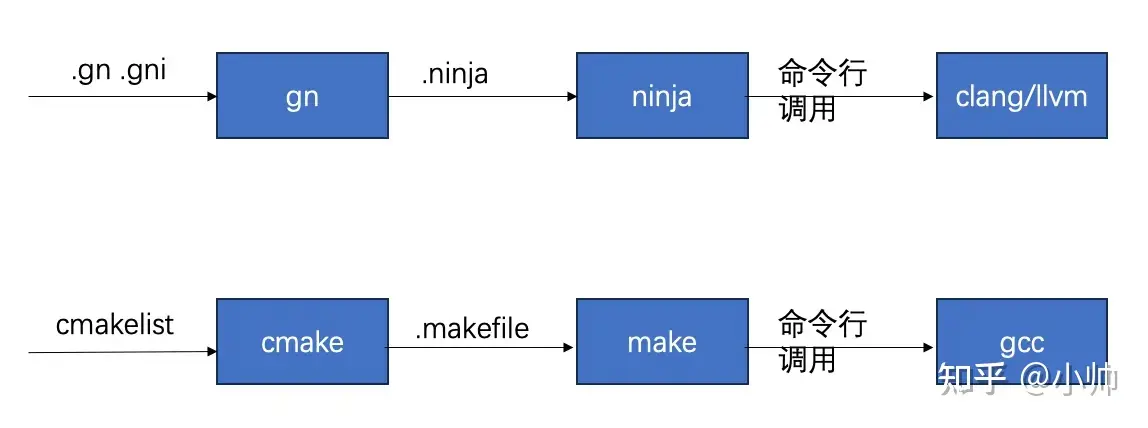 .gn .gni
gn
.ninja
ninja
命令行
调用
clang/llvm
cmakelist
cmake
.makefile
make
命令行
调用
gcc
知乎 @小帅